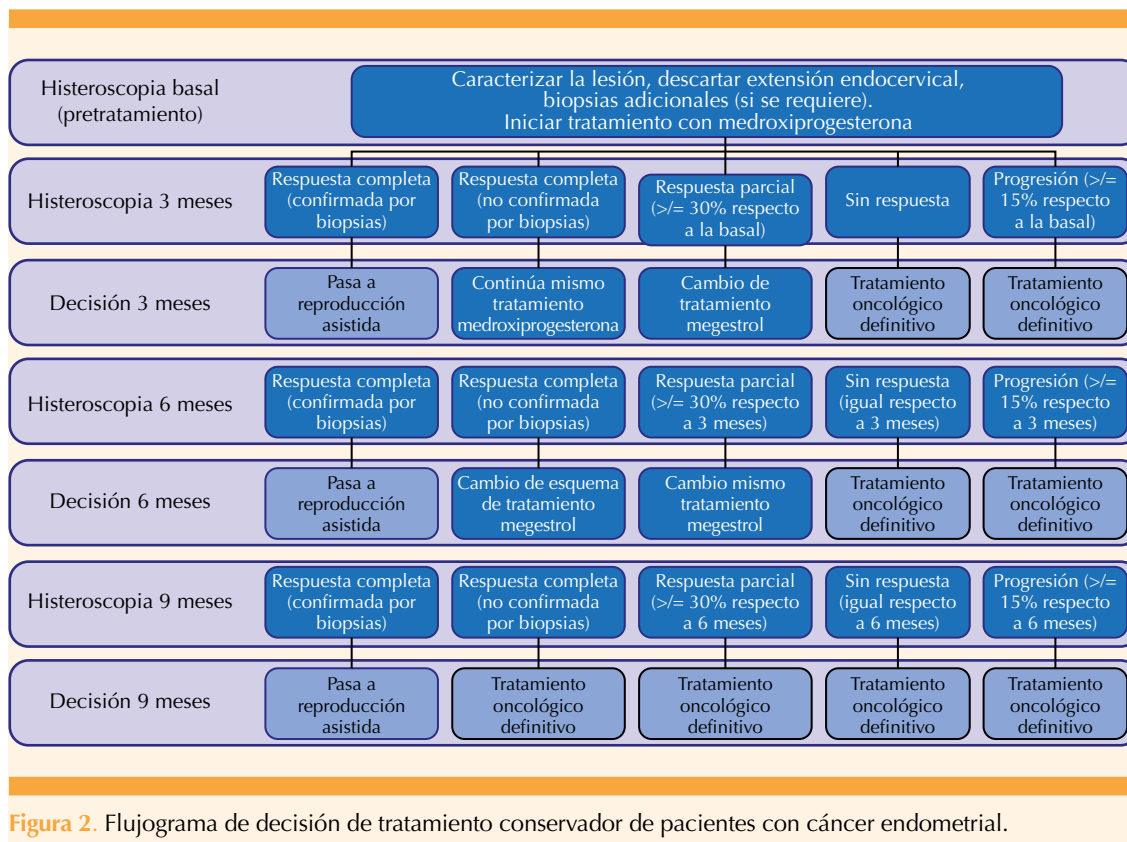 Histeroscopia basal
(pretratamiento)
Caracterizar la lesión, descartar extensión endocervical,
biopsias adicionales (si se requiere).
Iniciar tratamiento con medroxiprogesterona
Histeroscopia 3 meses
Respuesta completa
(confirmada por
biopsias)
Respuesta completa
(no confirmada
por biopsias)
Respuesta parcial
(>/= 30% respecto
a la basal)
Sin respuesta
Progresión (>/=
15% respecto
a la basal)
Decisión 3 meses
Pasa a
reproducción
asistida
Continúa mismo
tratamiento
medroxiprogesterona
Cambio de
tratamiento
megestrol
Tratamiento
oncológico
definitivo
Tratamiento
oncológico
definitivo
Histeroscopia 6 meses
Respuesta completa
(confirmada por
biopsias)
Respuesta completa
(no confirmada
por biopsias)
Respuesta parcial
(>/= 30% respecto
a 3 meses)
Sin respuesta
(igual respecto
a 3 meses)
Progresión (>/=
15% respecto
a 3 meses)
Decisión 6 meses
Pasa a
reproducción
asistida
Cambio de esquema
de tratamiento
megestrol
Cambio mismo
tratamiento
megestrol
Tratamiento
oncológico
definitivo
Tratamiento
oncológico
definitivo
Histeroscopia 9 meses
Respuesta completa
(confirmada por
biopsias)
Respuesta completa
(no confirmada
por biopsias)
Respuesta parcial
(>/= 30% respecto
a 6 meses)
Sin respuesta
(igual respecto
a 6 meses)
Progresión (>/=
15% respecto
a 6 meses)
Decisión 9 meses
Pasa a
reproducción
asistida
Tratamiento
oncológico
definitivo
Tratamiento
oncológico
definitivo
Tratamiento
oncológico
definitivo
Tratamiento
oncológico
definitivo
Figura 2. Flujograma de decisión de tratamiento conservador de pacientes con cáncer endometrial.